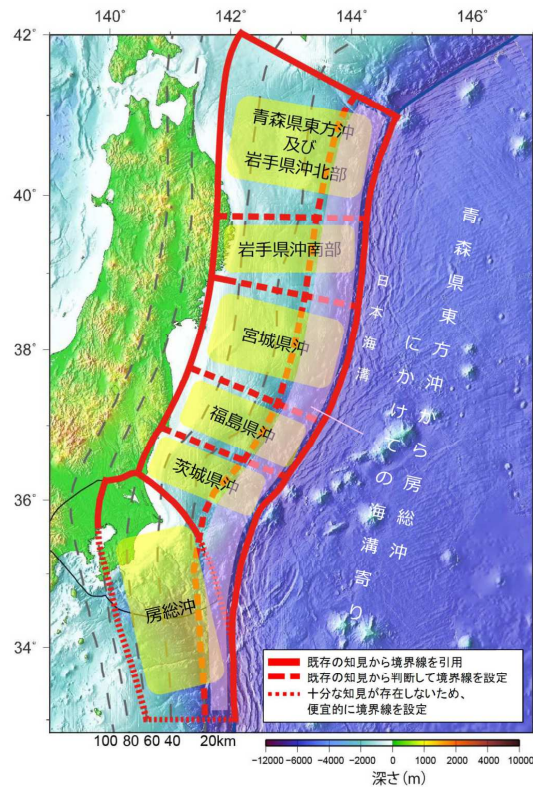 140° 142° 144° 146°
42°
40°
38°
36°
34°
青森県東方沖
及び
岩手県沖北部
岩手県沖南部
宮城県沖
福島県沖
茨城県沖
房総沖
日本海溝
青森県東方沖から房総沖
にかけての海溝寄り
既存の知見から境界線を引用
既存の知見から判断して境界線を設定
十分な知見が存在しないため、
便宜的に境界線を設定
100 80 60 40 20km
-12000 -8000 -6000 -4000 -2000 0 2000 4000 6000 8000 10000
深さ(m)